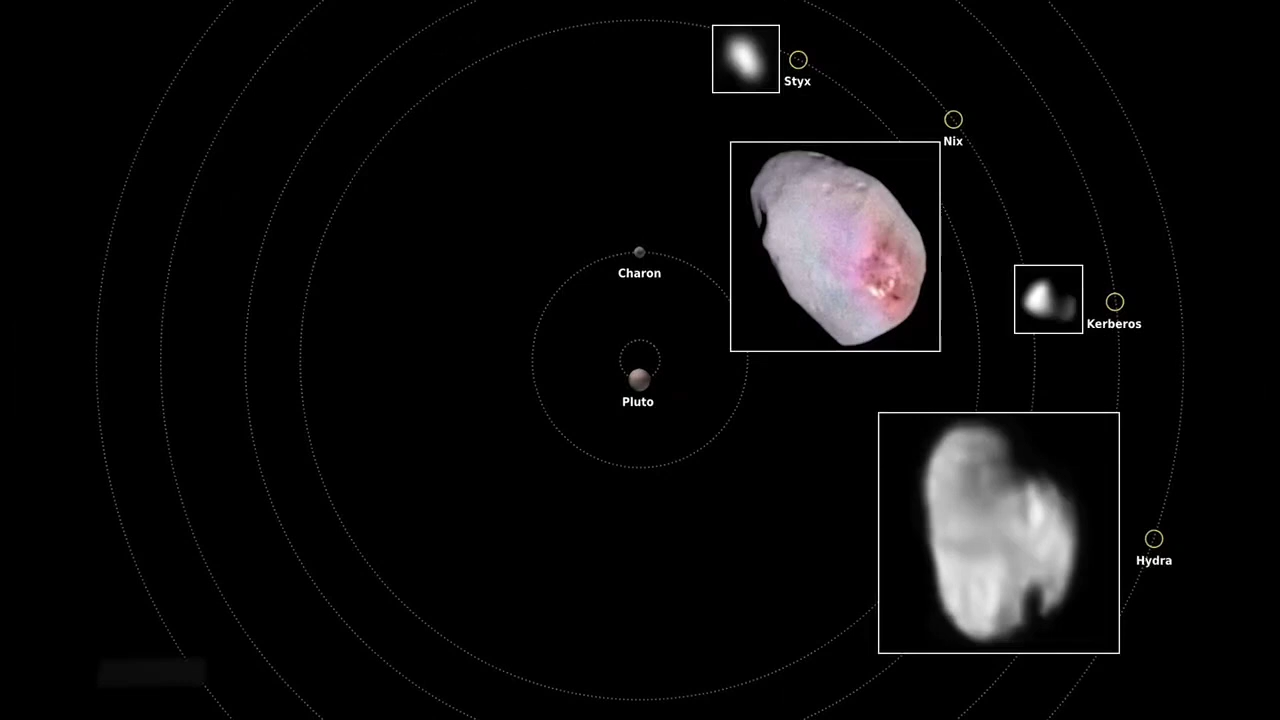 Styx
Nix
Charon
Kerberos
Pluto
Hydra